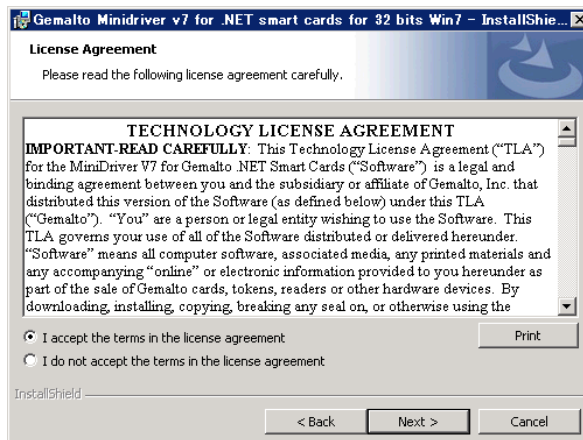 Gemalto Minidriver v7 for .NET smart cards for 32 bits Win7 - InstallShie...
License Agreement
Please read the following license agreement carefully.
TECHNOLOGY LICENSE AGREEMENT
IMPORTANT-READ CAREFULLY: This Technology License Agreement (“TLA”)
for the MiniDriver V7 for Gemalto .NET Smart Cards (“Software”) is a legal and
binding agreement between you and the subsidiary or affiliate of Gemalto, Inc. that
distributed this version of the Software (as defined below) under this TLA
(“Gemalto”). “You” are a person or legal entity wishing to use the Software. This
TLA governs your use of all of the Software distributed or delivered hereunder.
“Software” means all computer software, associated media, any printed materials and
any accompanying “online” or electronic information provided to you hereunder as
part of the sale of Gemalto cards, tokens, readers or other hardware devices. By
downloading, installing, copying, breaking any seal on, or otherwise using the
I accept the terms in the license agreement
Print
I do not accept the terms in the license agreement
InstallShield
< Back
Next >
Cancel